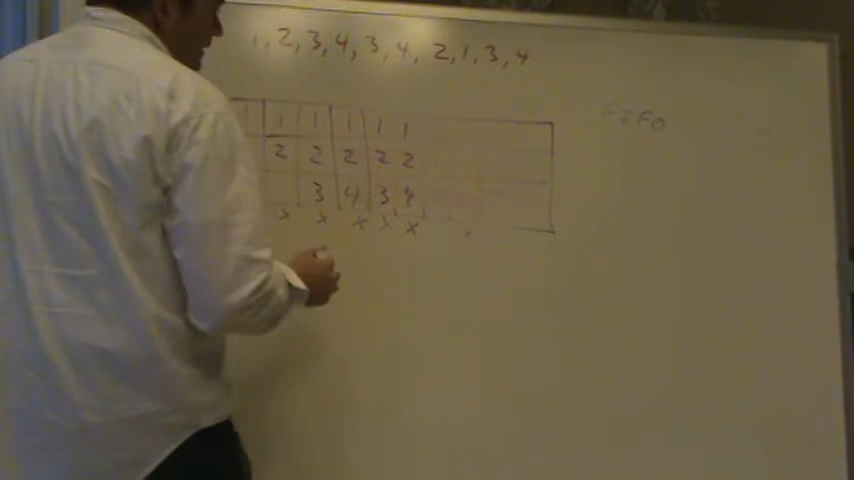 1, 2, 3, 4, 3, 4, 2, 1, 3, 4
FIFO
1 1 1 1 1 1
2 2 2 2 2
3 4 3 4
x x x x x